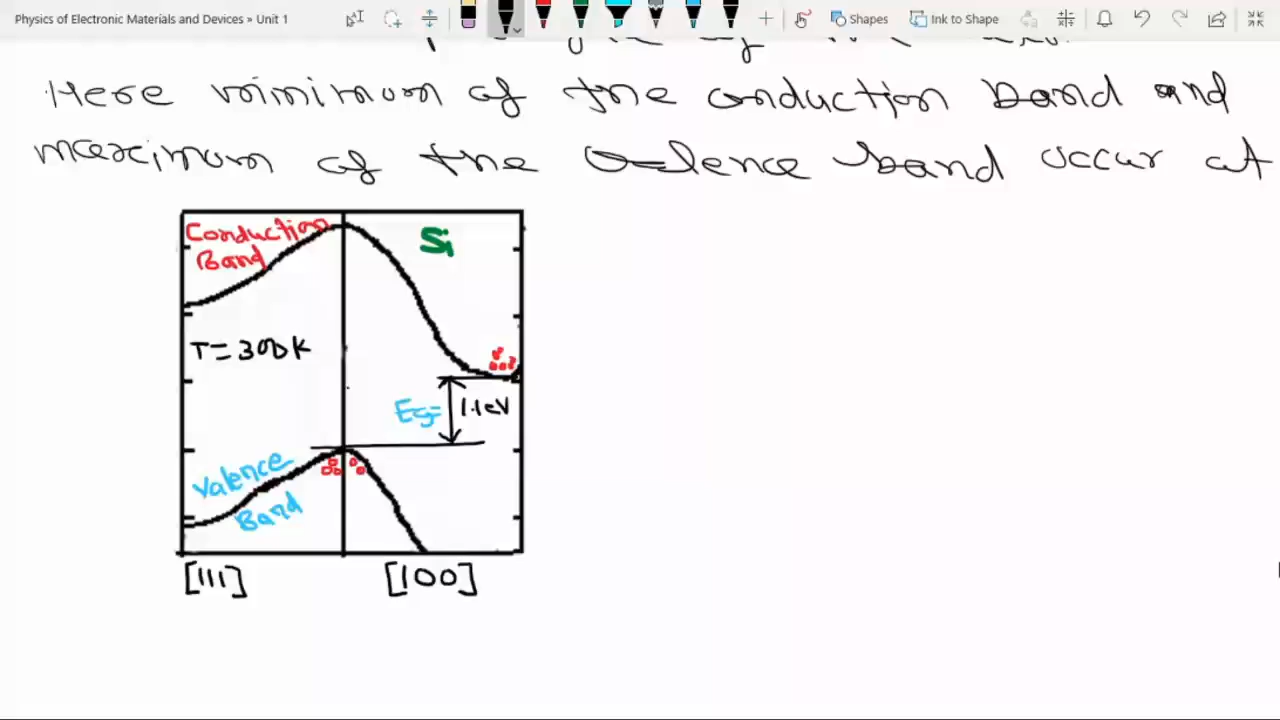 Physics of Electronic Materials and Devices » Unit 1
Shapes
Ink to Shape
of
Here minimum of the conduction band and
maximum of the valence band occur at
Conduction
Band
Si
T = 300K
Eg =
1.1eV
Valence
Band
[111]
[100]